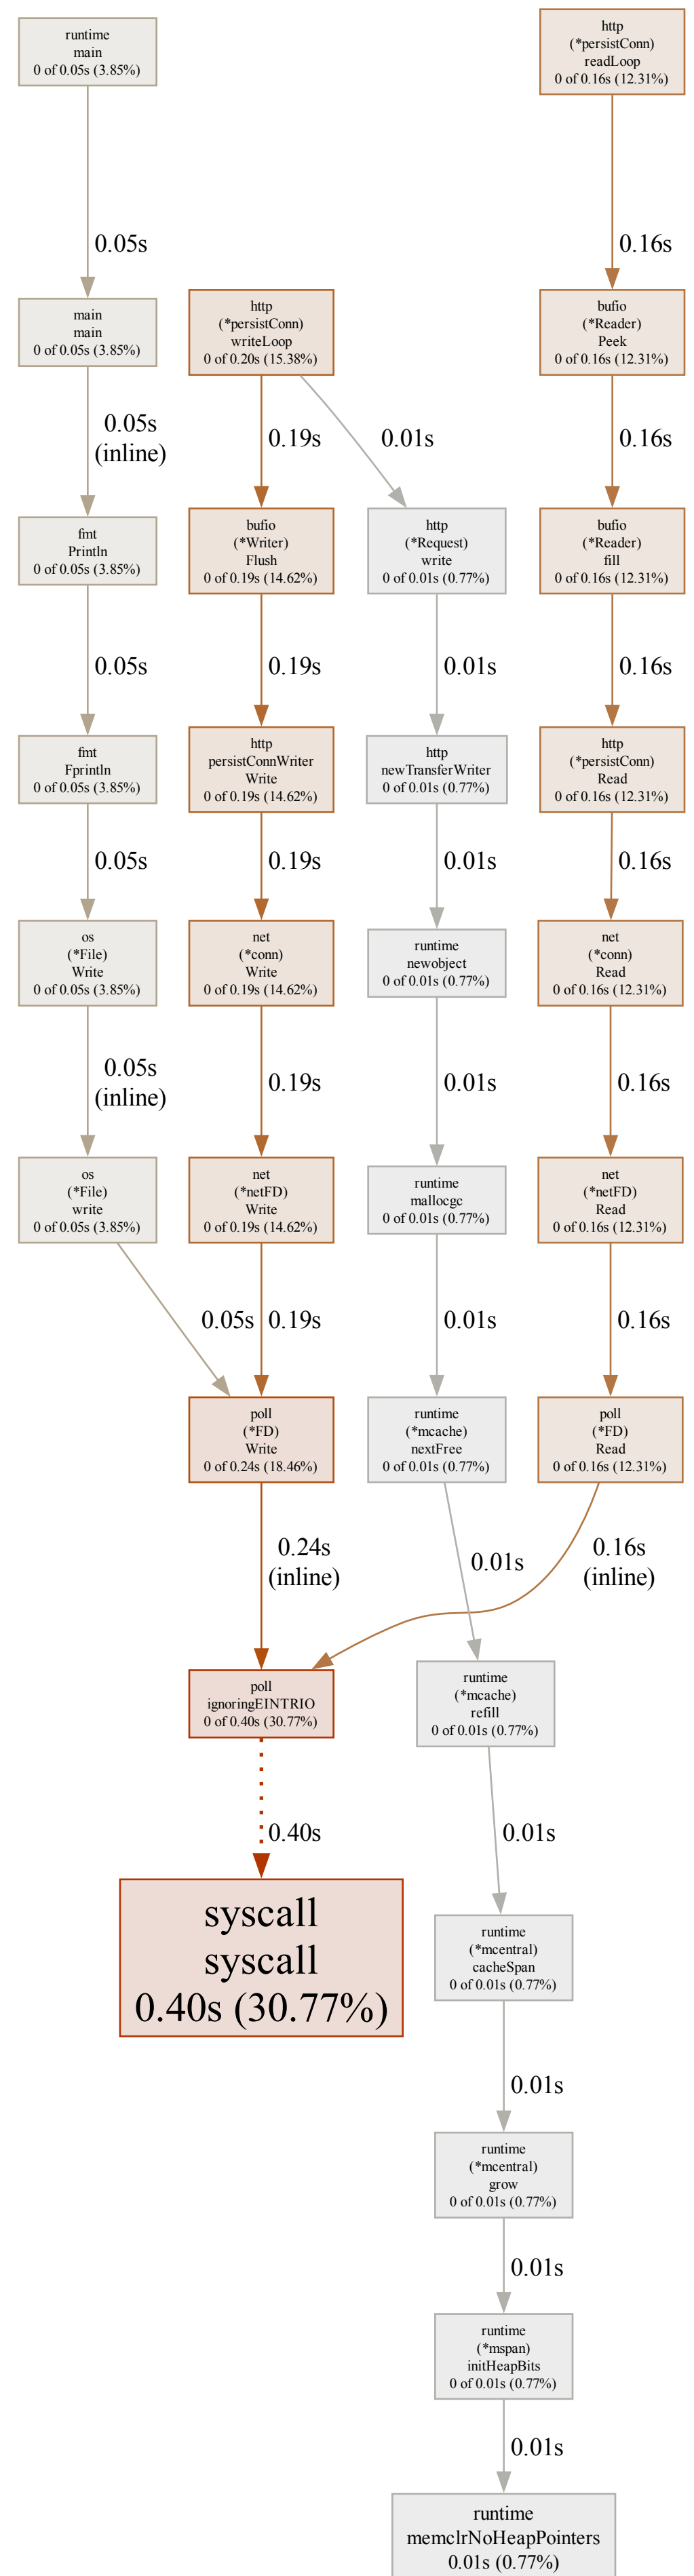 runtime
main
0 of 0.05s (3.85%)
http
(*persistConn)
readLoop
0 of 0.16s (12.31%)
0.05s
0.16s
main
main
0 of 0.05s (3.85%)
http
(*persistConn)
writeLoop
0 of 0.20s (15.38%)
bufio
(*Reader)
Peek
0 of 0.16s (12.31%)
0.05s
(inline)
0.19s
0.01s
0.16s
fmt
Println
0 of 0.05s (3.85%)
bufio
(*Writer)
Flush
0 of 0.19s (14.62%)
http
(*Request)
write
0 of 0.01s (0.77%)
bufio
(*Reader)
fill
0 of 0.16s (12.31%)
0.05s
0.19s
0.01s
0.16s
fmt
Fprintln
0 of 0.05s (3.85%)
http
persistConnWriter
Write
0 of 0.19s (14.62%)
http
newTransferWriter
0 of 0.01s (0.77%)
http
(*persistConn)
Read
0 of 0.16s (12.31%)
0.05s
0.19s
0.01s
0.16s
os
(*File)
Write
0 of 0.05s (3.85%)
net
(*conn)
Write
0 of 0.19s (14.62%)
runtime
newobject
0 of 0.01s (0.77%)
net
(*conn)
Read
0 of 0.16s (12.31%)
0.05s
(inline)
0.19s
0.01s
0.16s
os
(*File)
write
0 of 0.05s (3.85%)
net
(*netFD)
Write
0 of 0.19s (14.62%)
runtime
mallocgc
0 of 0.01s (0.77%)
net
(*netFD)
Read
0 of 0.16s (12.31%)
0.05s
0.19s
0.01s
0.16s
poll
(*FD)
Write
0 of 0.24s (18.46%)
runtime
(*mcache)
nextFree
0 of 0.01s (0.77%)
poll
(*FD)
Read
0 of 0.16s (12.31%)
0.24s
(inline)
0.01s
0.16s
(inline)
poll
ignoringEINTRIO
0 of 0.40s (30.77%)
runtime
(*mcache)
refill
0 of 0.01s (0.77%)
0.40s
0.01s
syscall
syscall
0.40s (30.77%)
runtime
(*mcentral)
cacheSpan
0 of 0.01s (0.77%)
0.01s
runtime
(*mcentral)
grow
0 of 0.01s (0.77%)
0.01s
runtime
(*mspan)
initHeapBits
0 of 0.01s (0.77%)
0.01s
runtime
memclrNoHeapPointers
0.01s (0.77%)